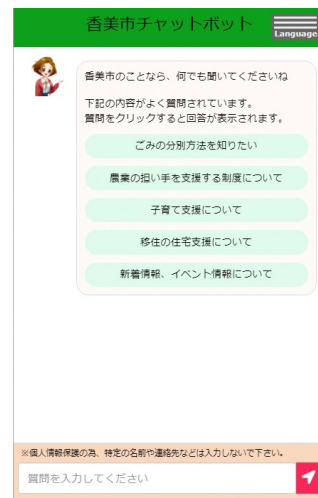 香美市チャットボット
Language
香美市のことなら、何でも聞いてくださいね
下記の内容がよく質問されています。
質問をクリックすると回答が表示されます。
ごみの分別方法を知りたい
農業の担い手を支援する制度について
子育て支援について
移住の住宅支援について
新着情報、イベント情報について
※個人情報保護の為、特定の名前や連絡先などは入力しないで下さい。
質問を入力してください